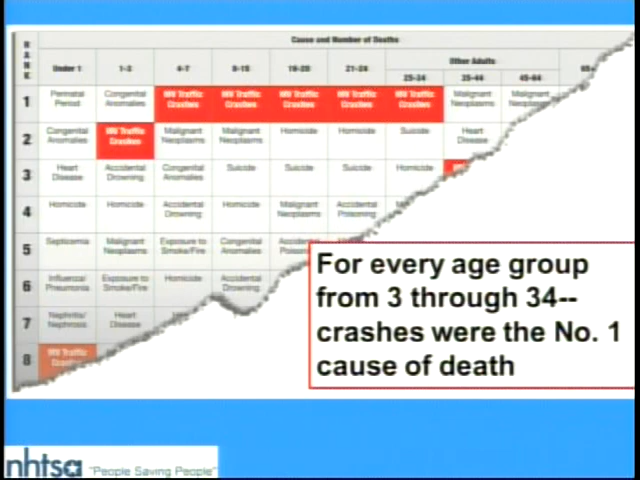 Cause and Number of Deaths
RANK
Under 1
1-3
4-7
8-15
16-20
21-24
Other Adults
25-34
35-44
45-64
65+
1
Perinatal Period
Congenital Anomalies
MV Traffic Crashes
MV Traffic Crashes
MV Traffic Crashes
MV Traffic Crashes
MV Traffic Crashes
Malignant Neoplasms
Malignant Neoplasms
2
Congenital Anomalies
MV Traffic Crashes
Malignant Neoplasms
Malignant Neoplasms
Homicide
Homicide
Suicide
Heart Disease
3
Heart Disease
Accidental Drowning
Congenital Anomalies
Suicide
Suicide
Suicide
Homicide
4
Homicide
Homicide
Accidental Drowning
Homicide
Malignant Neoplasms
Accidental Poisoning
5
Septicemia
Malignant Neoplasms
Exposure to Smoke/Fire
Congenital Anomalies
6
Influenza/ Pneumonia
Exposure to Smoke/Fire
Homicide
Accidental Drowning
7
Nephritis/ Nephrosis
Heart Disease
8
MV Traffic Crashes
For every age group
from 3 through 34--
crashes were the No. 1
cause of death
nhtsa "People Saving People"